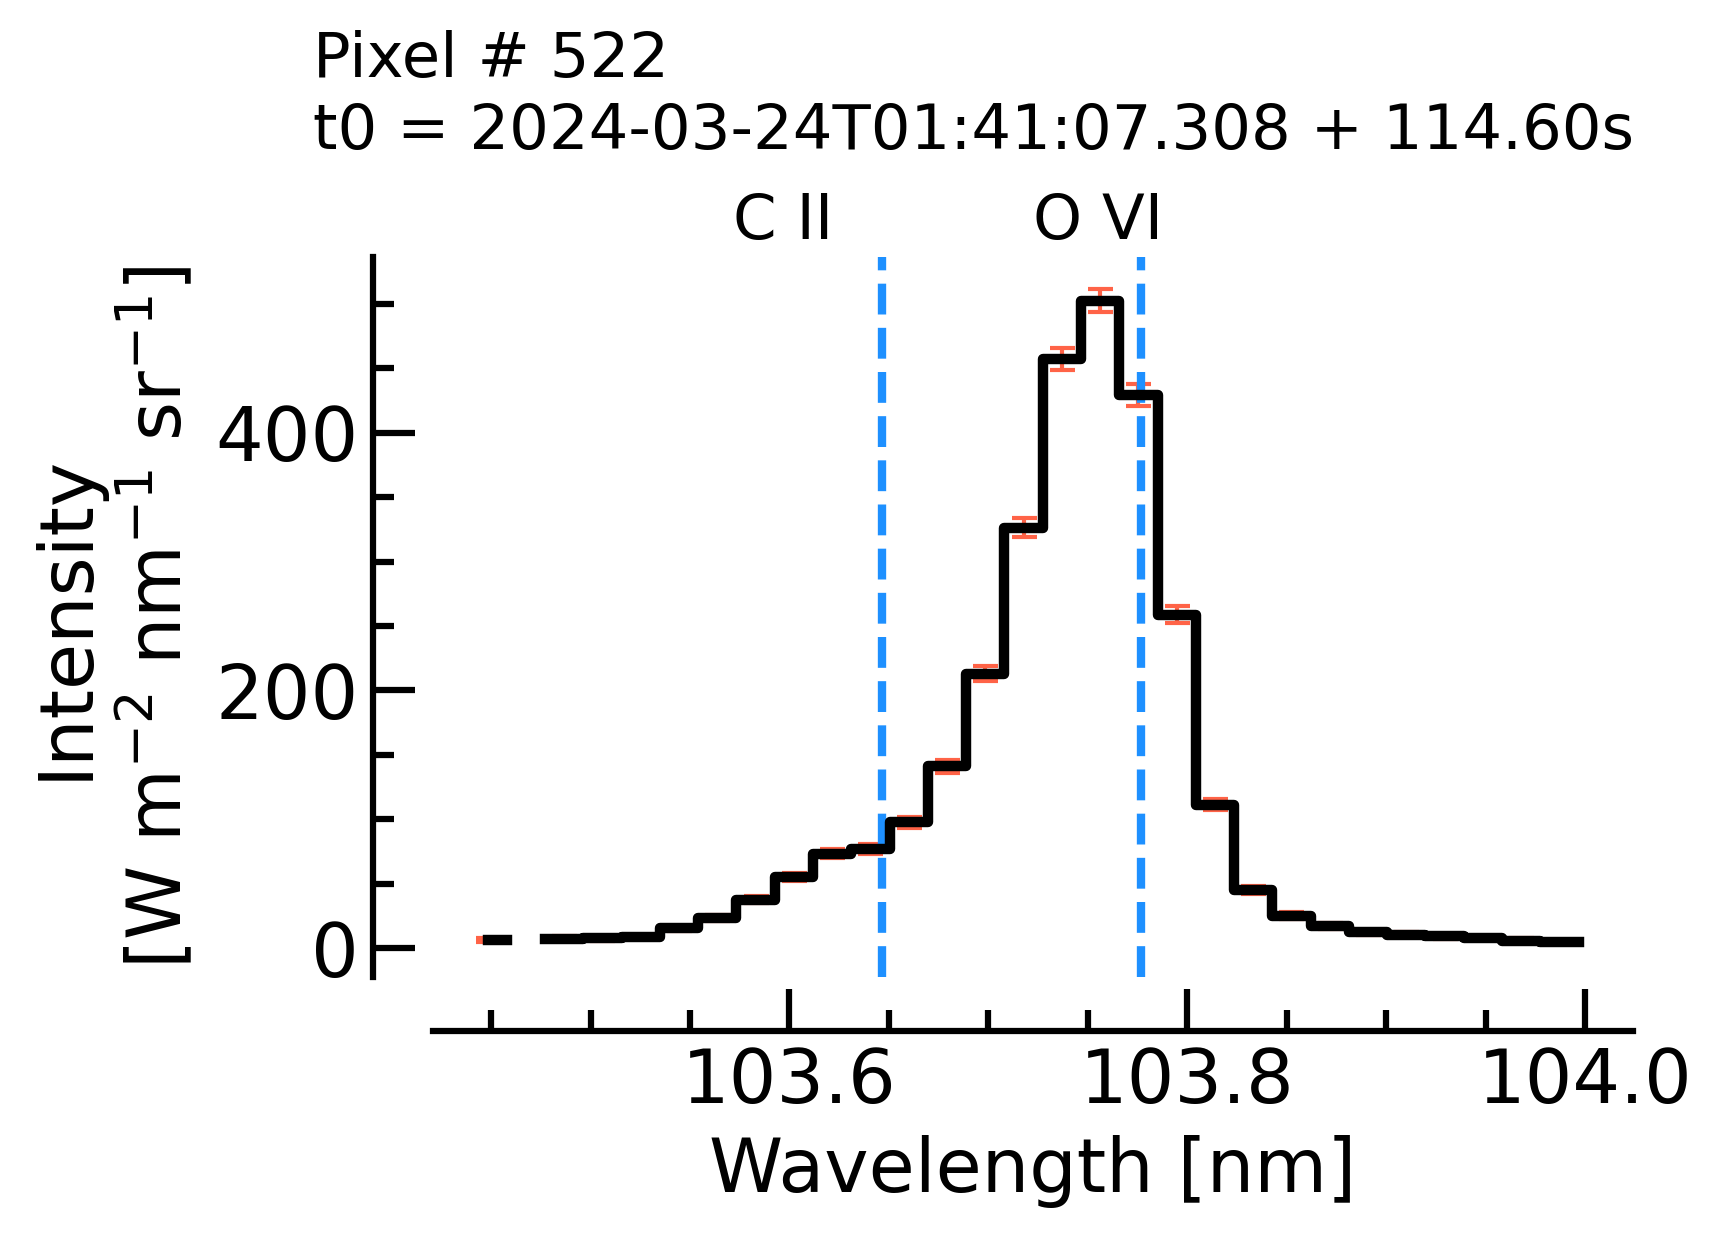 Pixel # 522
t0 = 2024-03-24T01:41:07.308 + 114.60s
C II
O VI
Intensity
[W m⁻² nm⁻¹ sr⁻¹]
400
200
0
103.6
103.8
104.0
Wavelength [nm]